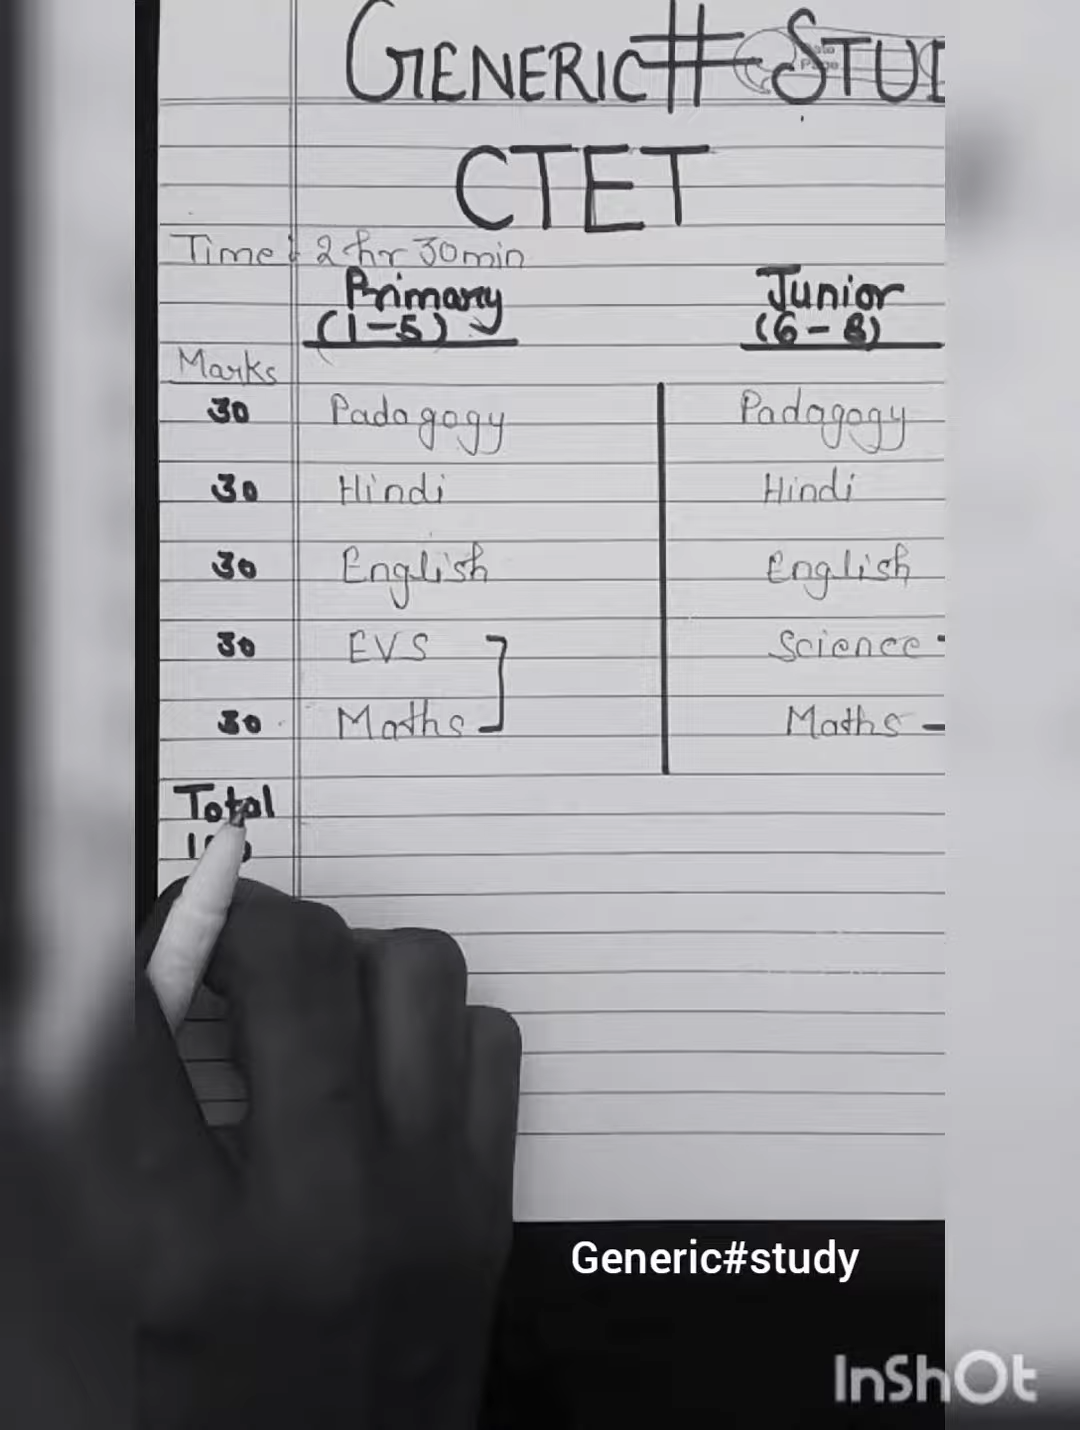 GENERIC# STUD
CTET
Time : 2 hr 30min
Primary Junior
(1-5) (6-8)
Marks
30 Padagogy Padagogy
30 Hindi Hindi
30 English English
30 EVS Science
30 Maths Maths
Total
Generic#study
InShOt